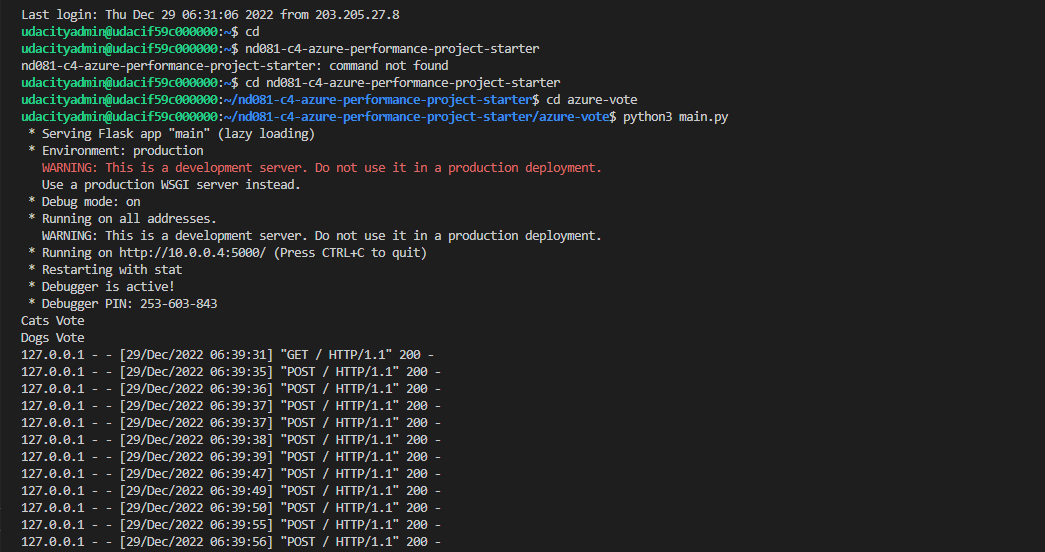 Last login: Thu Dec 29 06:31:06 2022 from 203.205.27.8
udacityadmin@udacif59c000000:~$ cd
udacityadmin@udacif59c000000:~$ nd081-c4-azure-performance-project-starter
nd081-c4-azure-performance-project-starter: command not found
udacityadmin@udacif59c000000:~$ cd nd081-c4-azure-performance-project-starter
udacityadmin@udacif59c000000:~/nd081-c4-azure-performance-project-starter$ cd azure-vote
udacityadmin@udacif59c000000:~/nd081-c4-azure-performance-project-starter/azure-vote$ python3 main.py
 * Serving Flask app "main" (lazy loading)
 * Environment: production
   WARNING: This is a development server. Do not use it in a production deployment.
   Use a production WSGI server instead.
 * Debug mode: on
 * Running on all addresses.
   WARNING: This is a development server. Do not use it in a production deployment.
 * Running on http://10.0.0.4:5000/ (Press CTRL+C to quit)
 * Restarting with stat
 * Debugger is active!
 * Debugger PIN: 253-603-843
Cats Vote
Dogs Vote
127.0.0.1 - - [29/Dec/2022 06:39:31] "GET / HTTP/1.1" 200 -
127.0.0.1 - - [29/Dec/2022 06:39:35] "POST / HTTP/1.1" 200 -
127.0.0.1 - - [29/Dec/2022 06:39:36] "POST / HTTP/1.1" 200 -
127.0.0.1 - - [29/Dec/2022 06:39:37] "POST / HTTP/1.1" 200 -
127.0.0.1 - - [29/Dec/2022 06:39:37] "POST / HTTP/1.1" 200 -
127.0.0.1 - - [29/Dec/2022 06:39:38] "POST / HTTP/1.1" 200 -
127.0.0.1 - - [29/Dec/2022 06:39:39] "POST / HTTP/1.1" 200 -
127.0.0.1 - - [29/Dec/2022 06:39:47] "POST / HTTP/1.1" 200 -
127.0.0.1 - - [29/Dec/2022 06:39:49] "POST / HTTP/1.1" 200 -
127.0.0.1 - - [29/Dec/2022 06:39:50] "POST / HTTP/1.1" 200 -
127.0.0.1 - - [29/Dec/2022 06:39:55] "POST / HTTP/1.1" 200 -
127.0.0.1 - - [29/Dec/2022 06:39:56] "POST / HTTP/1.1" 200 -